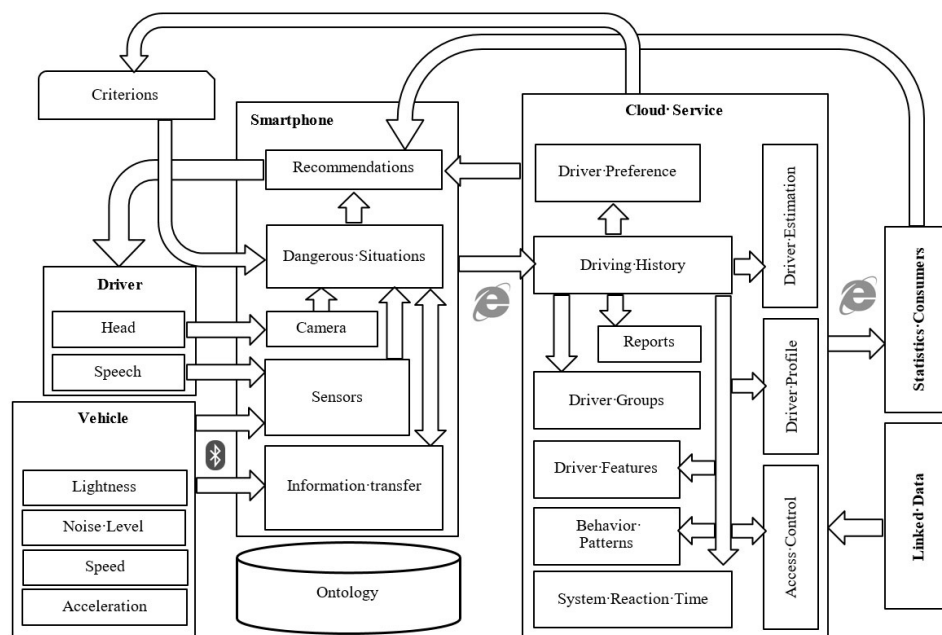 Criterions
Smartphone
Recommendations
Dangerous·Situations
Camera
Sensors
Information·transfer
Ontology
Driver
Head
Speech
Vehicle
Lightness
Noise·Level
Speed
Acceleration
Cloud·Service
Driver·Preference
Driving·History
Reports
Driver·Groups
Driver·Features
Behavior·
Patterns
System·Reaction·Time
Driver·Estimation
Driver·Profile
Access·Control
Statistics·Consumers
Linked·Data